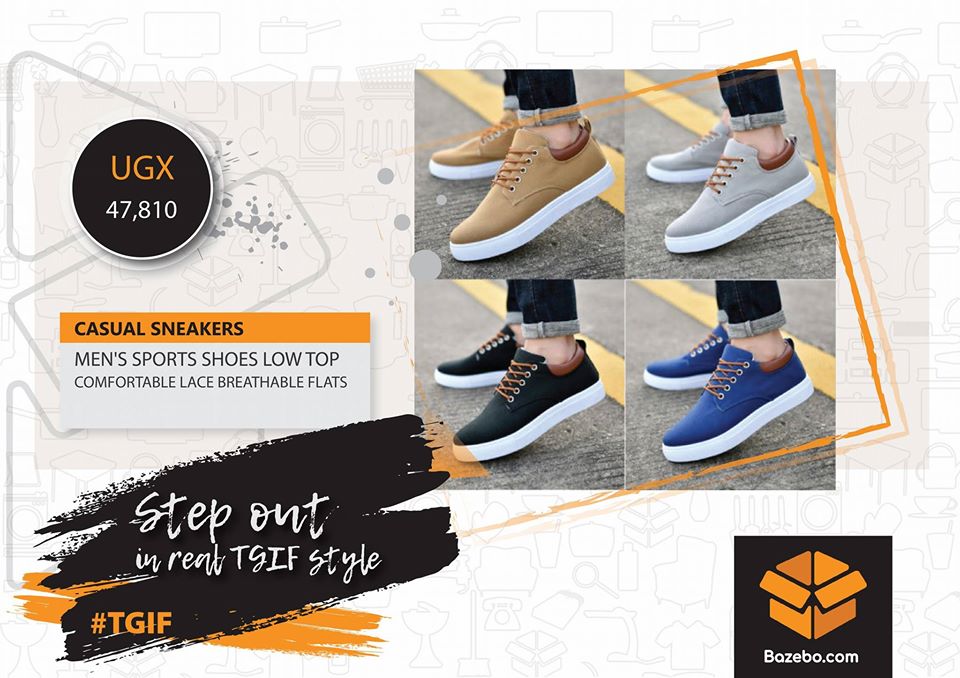 UGX
47,810
CASUAL SNEAKERS
MEN'S SPORTS SHOES LOW TOP
COMFORTABLE LACE BREATHABLE FLATS
Step out
in real TGIF style
#TGIF
Bazebo.com